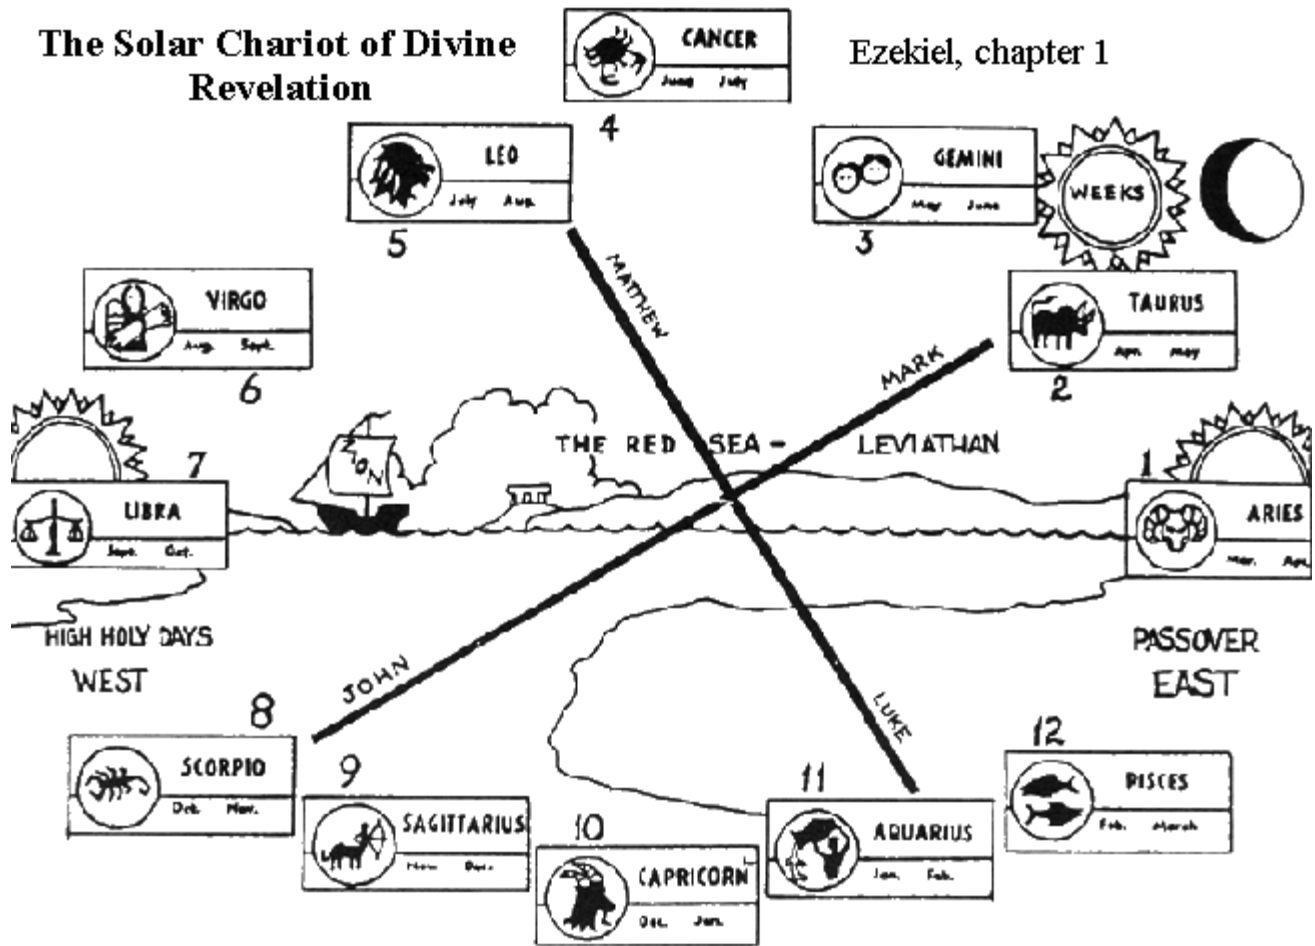 The Solar Chariot of Divine
Revelation
Ezekiel, chapter 1
CANCER
June July
4
LEO
July Aug.
5
GEMINI
May June
3
WEEKS
VIRGO
Aug. Sept.
6
TAURUS
Apr. May
2
MATTHEW
MARK
THE RED SEA - LEVIATHAN
ZION
7
LIBRA
Sept. Oct.
1
ARIES
Mar. Apr.
HIGH HOLY DAYS
WEST
PASSOVER
EAST
JOHN
LUKE
8
SCORPIO
Oct. Nov.
9
SAGITTARIUS
Nov. Dec.
10
CAPRICORN
Dec. Jan.
11
AQUARIUS
Jan. Feb.
12
PISCES
Feb. March